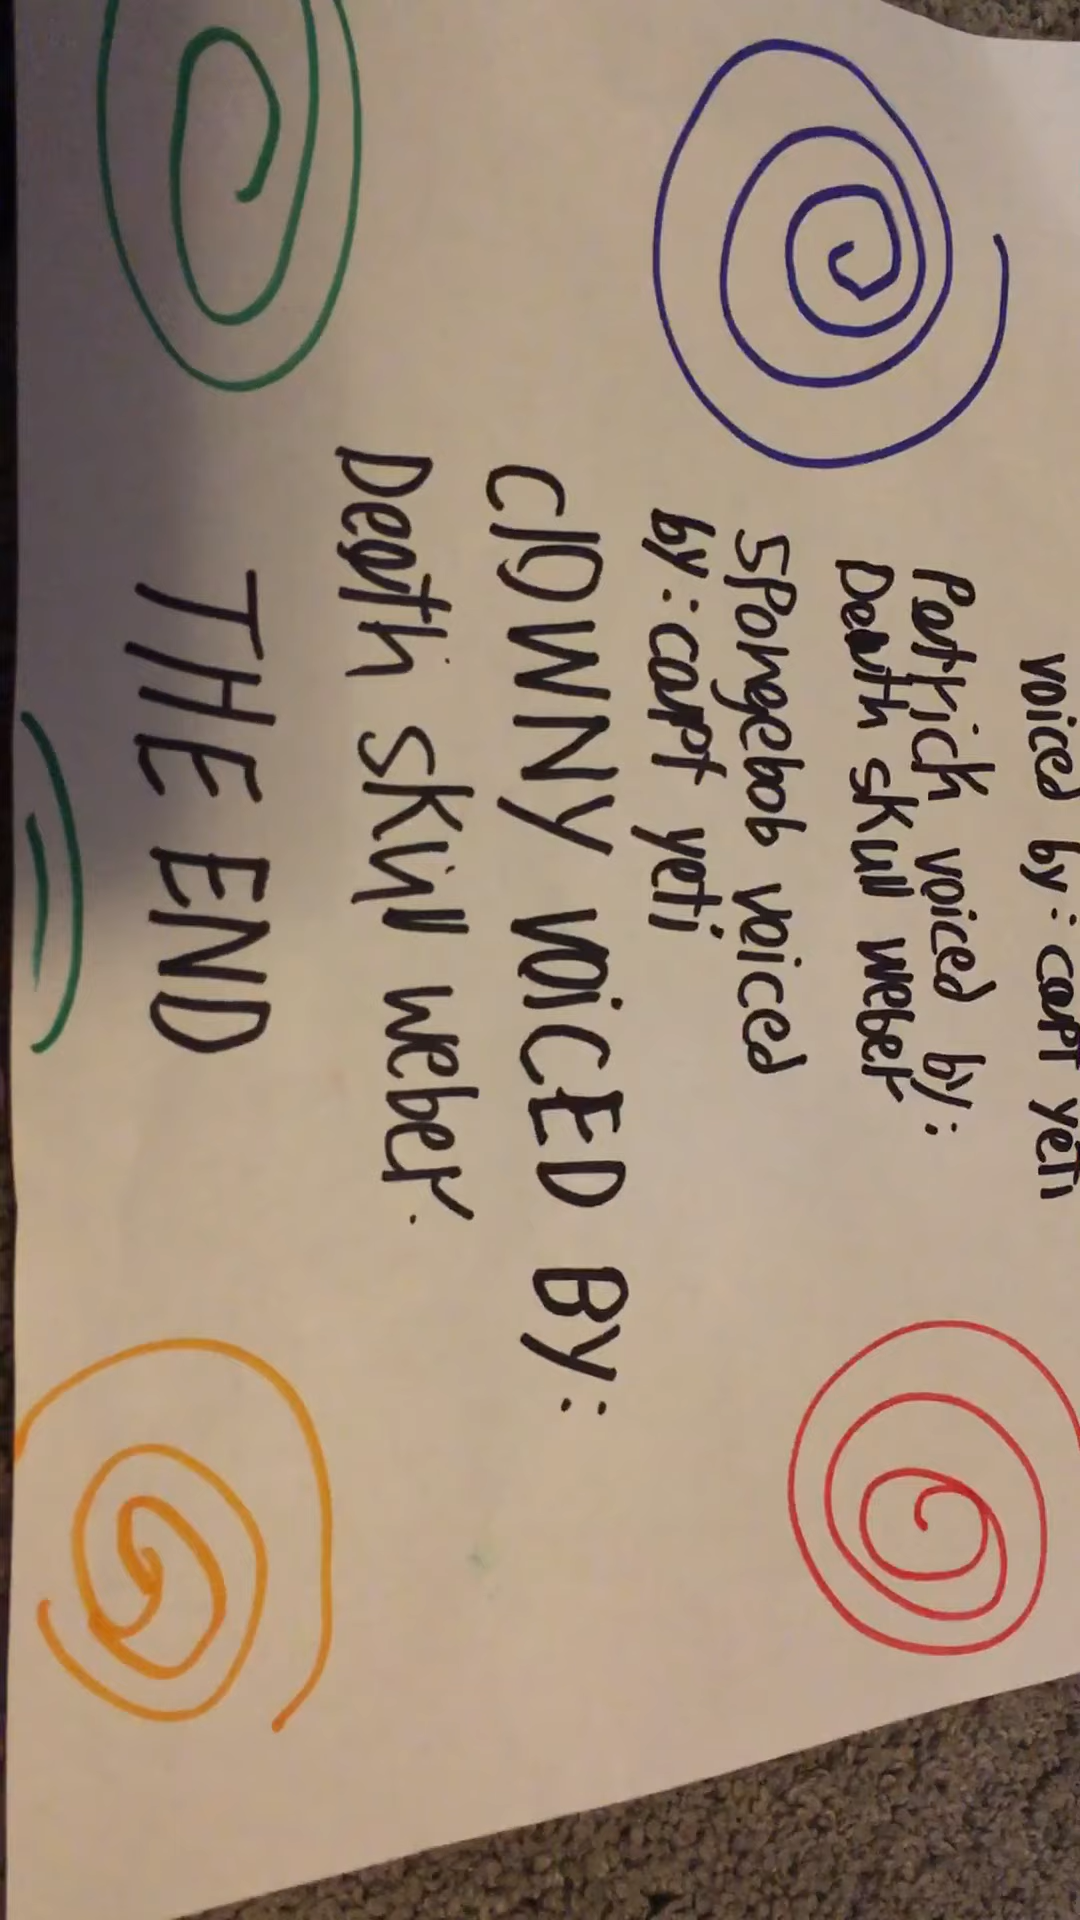 voiced by: capt yeti
Patrick voiced by:
Death skull weber
Spongebob voiced
by: capt yeti
ClOWNY VOICED BY:
Death skull weber.
THE END